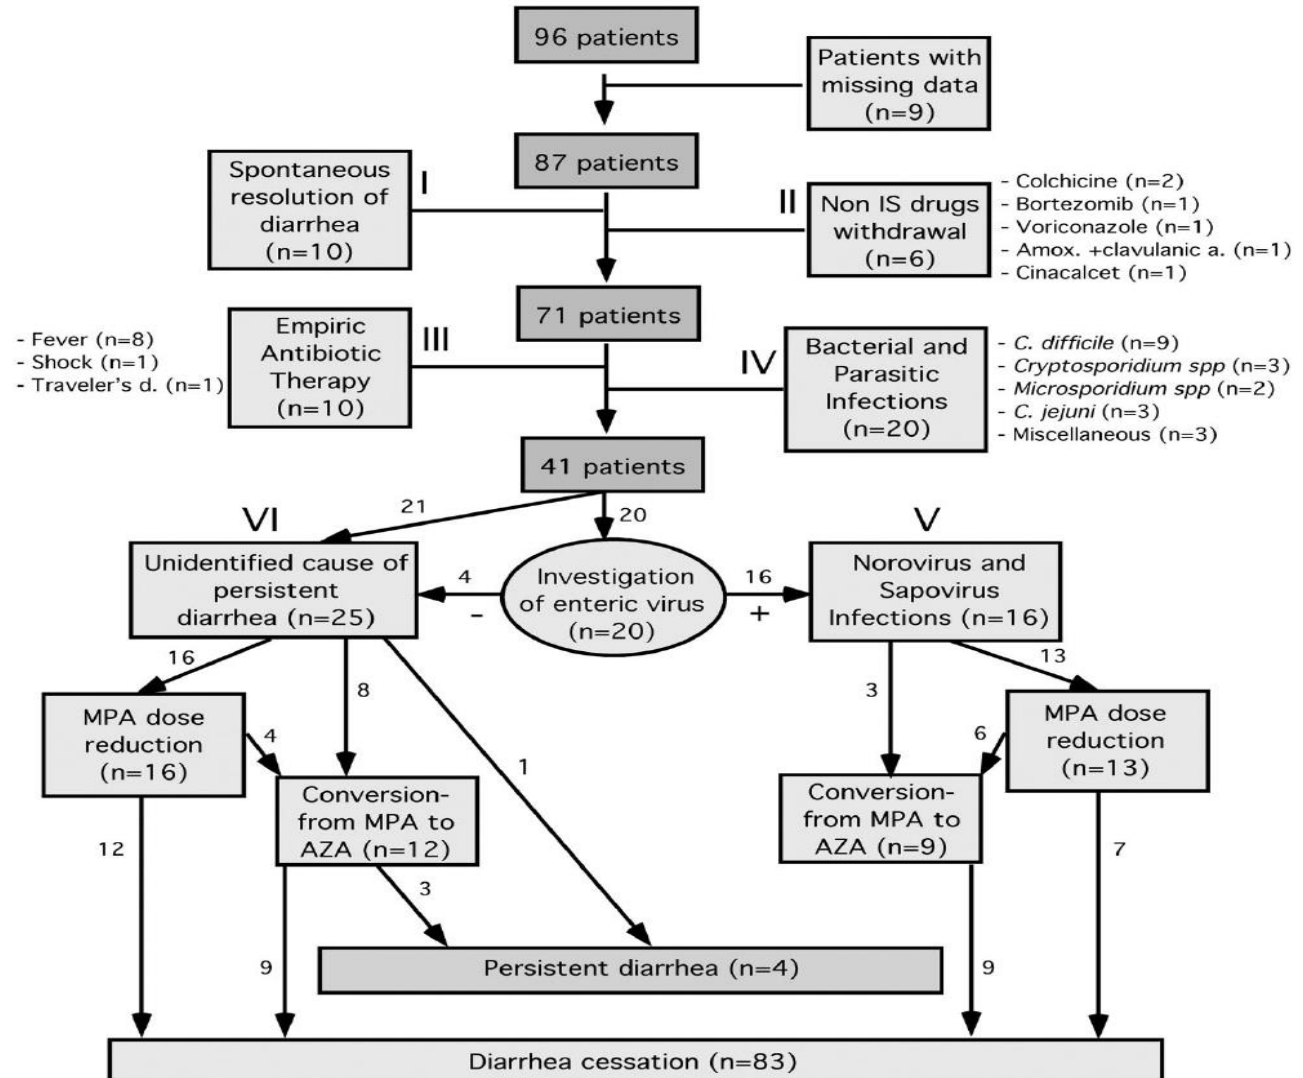 96 patients
Patients with
missing data
(n=9)
87 patients
Spontaneous
resolution of
diarrhea
(n=10)
I
II
Non IS drugs
withdrawal
(n=6)
- Colchicine (n=2)
- Bortezomib (n=1)
- Voriconazole (n=1)
- Amox. +clavulanic a. (n=1)
- Cinacalcet (n=1)
71 patients
- Fever (n=8)
- Shock (n=1)
- Traveler's d. (n=1)
Empiric
Antibiotic
Therapy
(n=10)
III
IV
Bacterial and
Parasitic
Infections
(n=20)
- C. difficile (n=9)
- Cryptosporidium spp (n=3)
- Microsporidium spp (n=2)
- C. jejuni (n=3)
- Miscellaneous (n=3)
41 patients
21
20
VI
V
Unidentified cause of
persistent
diarrhea (n=25)
4
-
Investigation
of enteric virus
(n=20)
16
+
Norovirus and
Sapovirus
Infections (n=16)
16
8
1
3
13
MPA dose
reduction
(n=16)
4
Conversion-
from MPA to
AZA (n=12)
Conversion-
from MPA to
AZA (n=9)
6
MPA dose
reduction
(n=13)
12
3
7
9
Persistent diarrhea (n=4)
9
Diarrhea cessation (n=83)